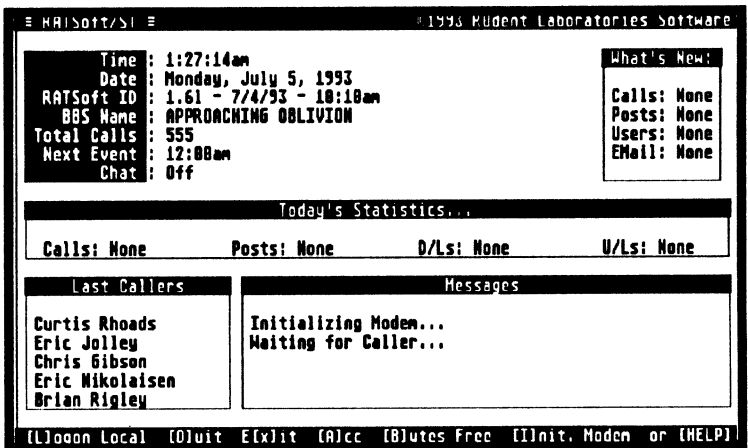 ≡ RATSoft/ST ≡ ©1993 RUdent Laboratories Software
Time : 1:27:14am
Date : Monday, July 5, 1993
RATSoft ID : 1.61 - 7/4/93 - 10:10am
BBS Name : APPROACHING OBLIVION
Total Calls : 555
Next Event : 12:00am
Chat : Off
What's New:
Calls: None
Posts: None
Users: None
EMail: None
Today's Statistics...
Calls: None Posts: None D/Ls: None U/Ls: None
Last Callers
Curtis Rhoads
Eric Jolley
Chris Gibson
Eric Nikolaisen
Brian Rigley
Messages
Initializing Modem...
Waiting for Caller...
[L]ogon Local [Q]uit E[x]it [A]cc [B]ytes Free [I]nit. Modem or [HELP]